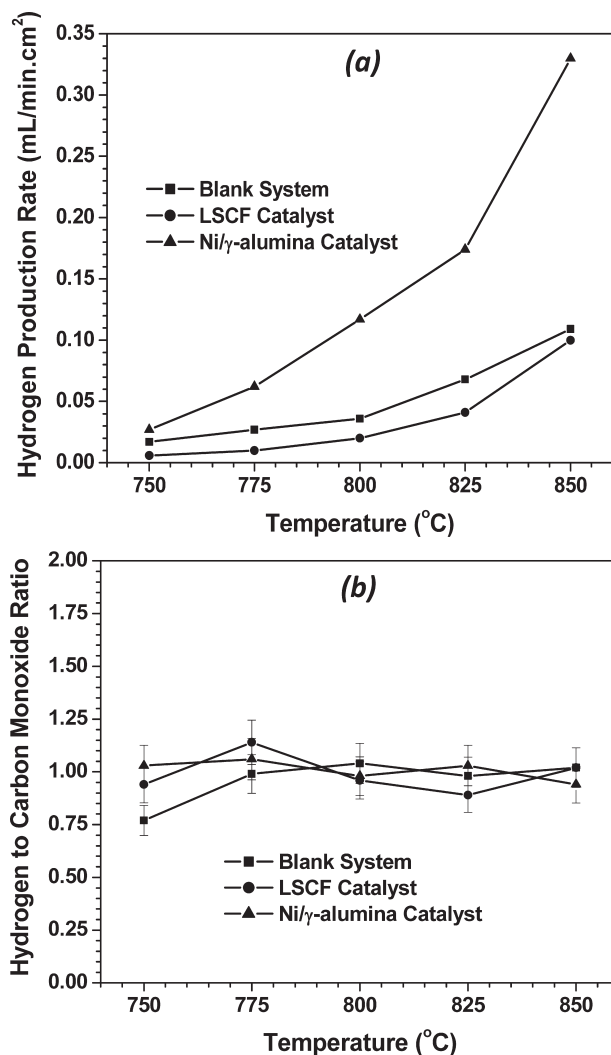 (a)
Hydrogen Production Rate (mL/min.cm²)
0.35
0.30
0.25
0.20
0.15
0.10
0.05
0.00
Blank System
LSCF Catalyst
Ni/γ-alumina Catalyst
750 775 800 825 850
Temperature (°C)
(b)
Hydrogen to Carbon Monoxide Ratio
2.00
1.75
1.50
1.25
1.00
0.75
0.50
0.25
0.00
Blank System
LSCF Catalyst
Ni/γ-alumina Catalyst
750 775 800 825 850
Temperature (°C)